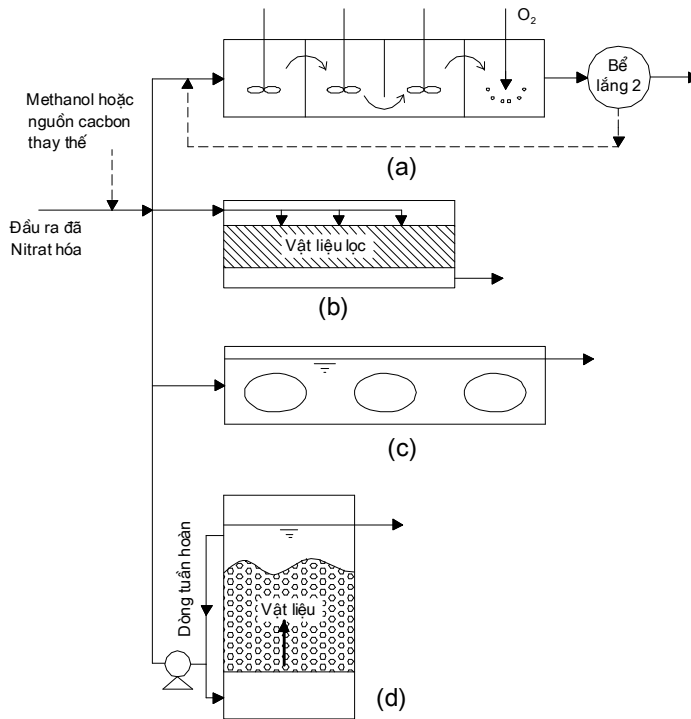 O2
Bể
lắng 2
Methanol hoặc
nguồn cacbon
thay thế
(a)
Đầu ra đã
Nitrat hóa
Vật liệu lọc
(b)
(c)
Dòng tuần hoàn
Vật liệu
(d)